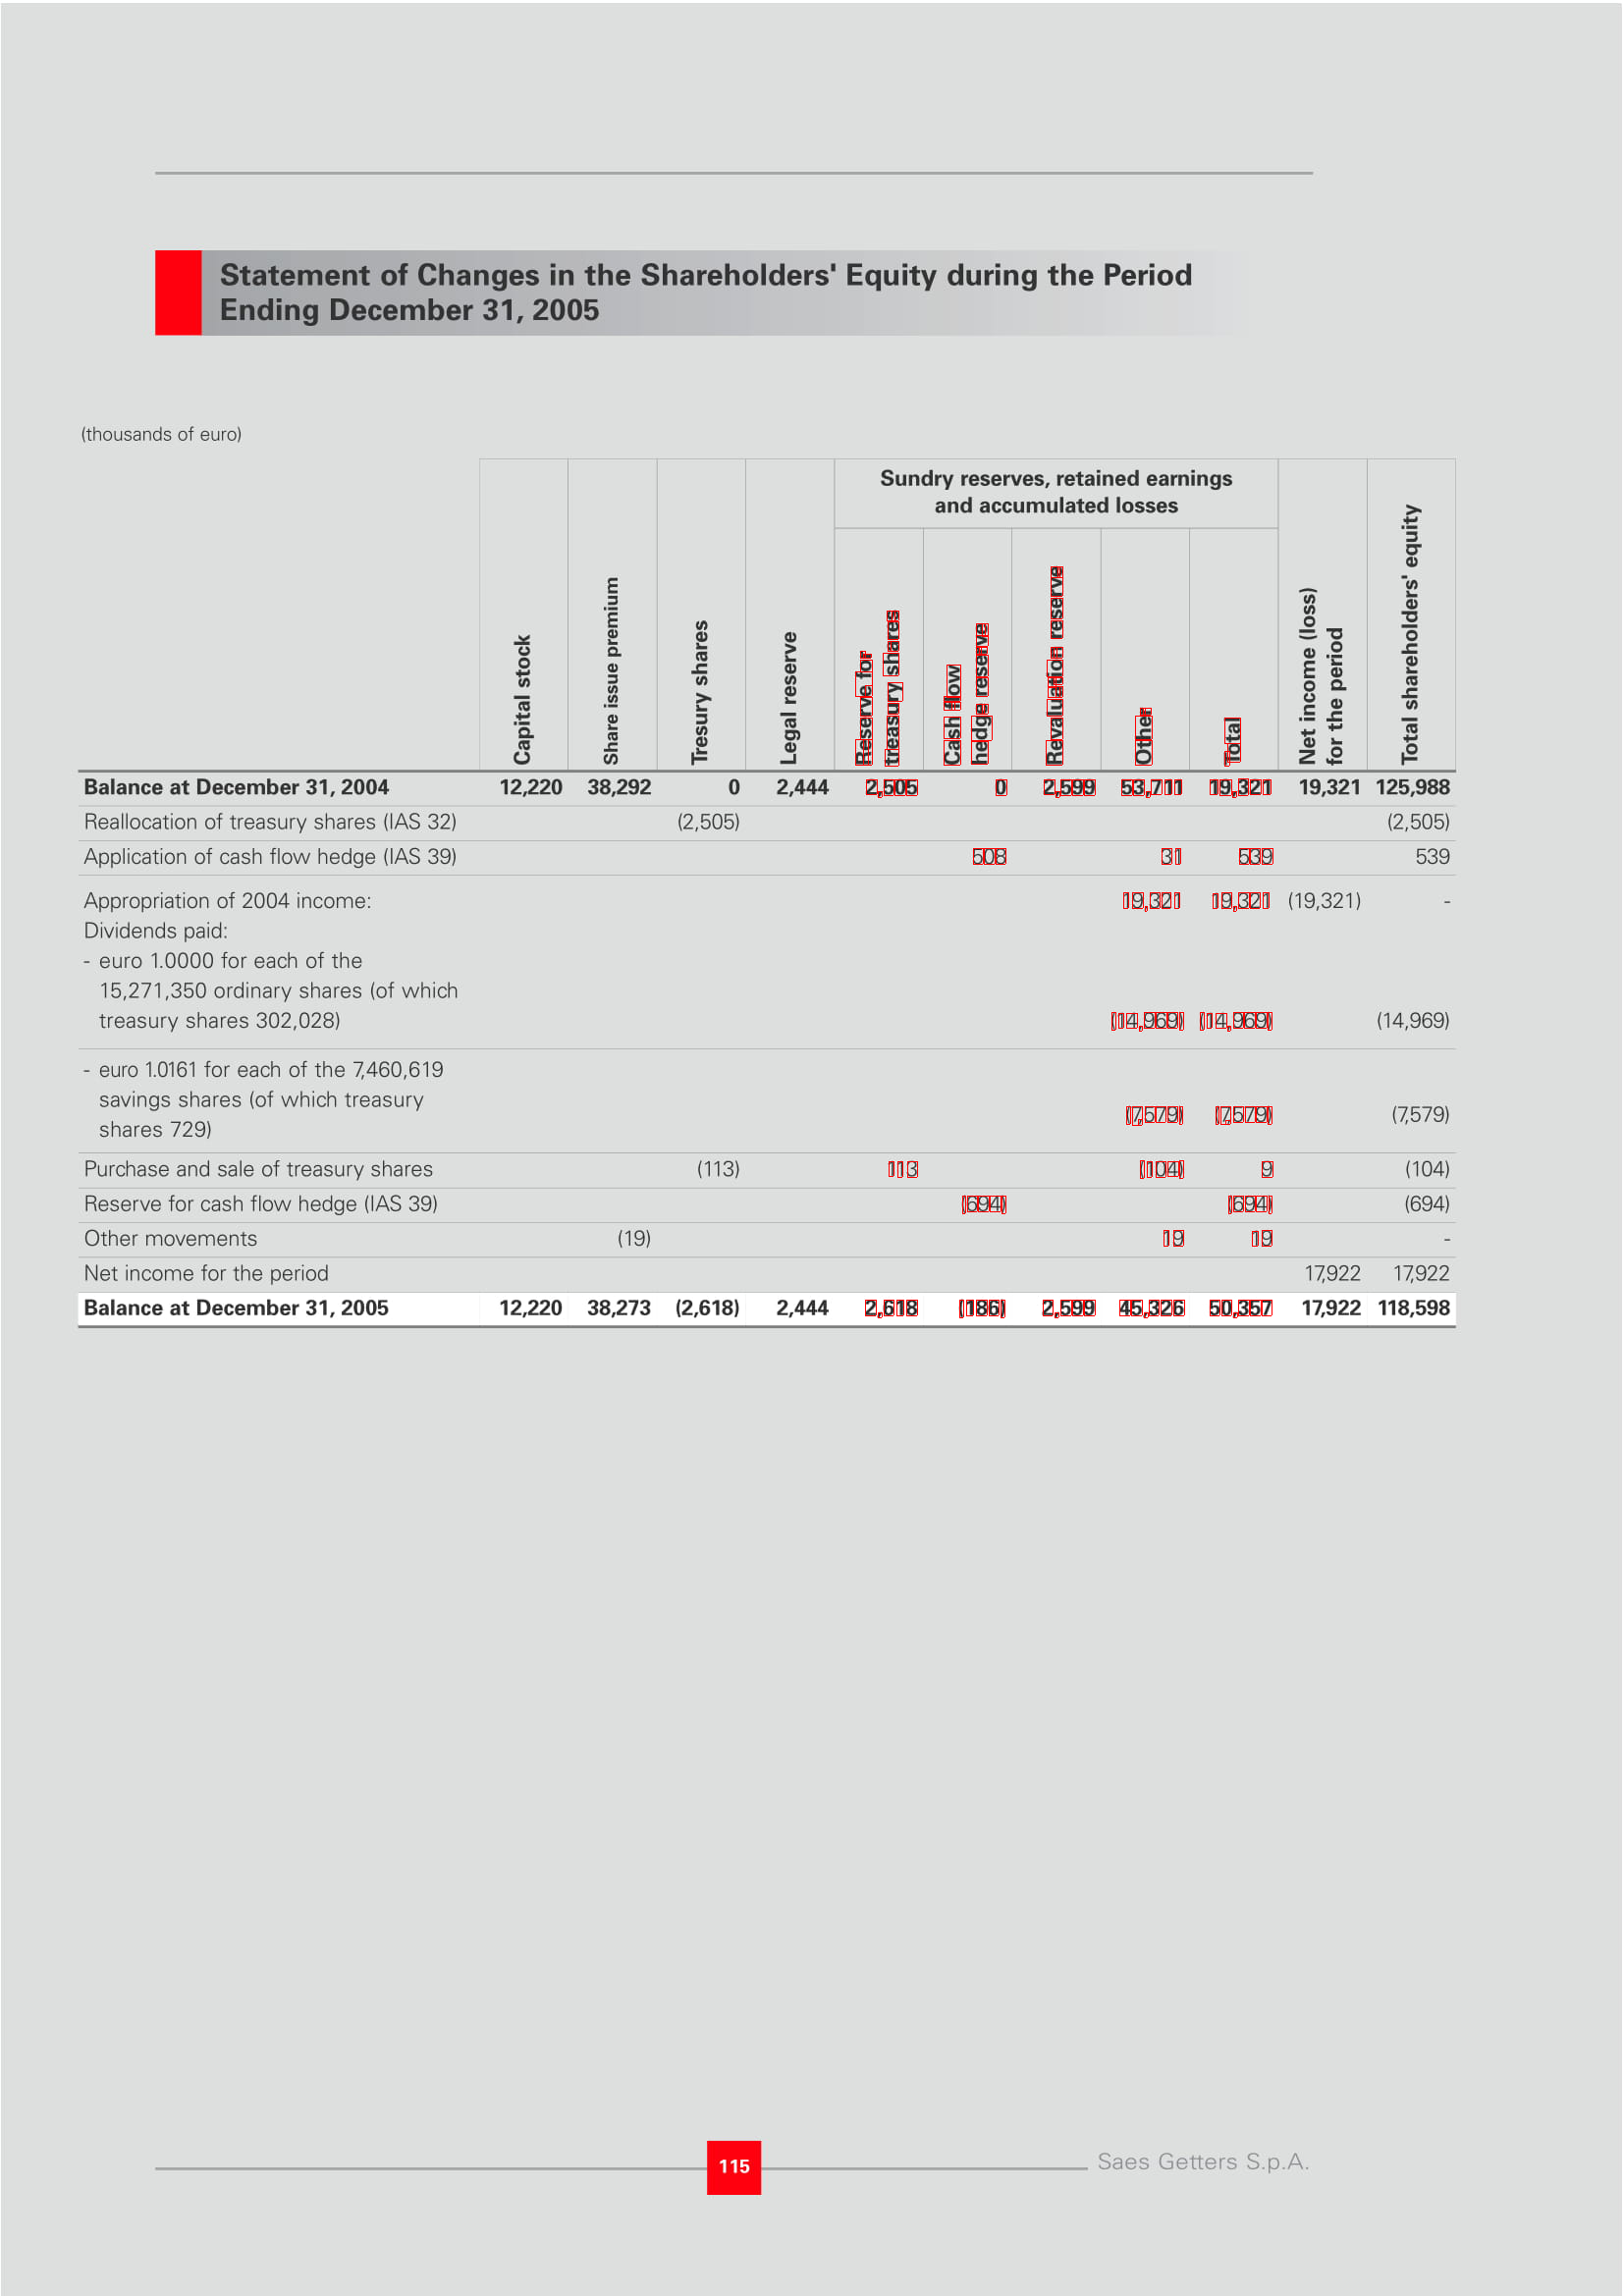 Statement of Changes in the Shareholders' Equity during the Period
Ending December 31, 2005
(thousands of euro)
Sundry reserves, retained earnings
and accumulated losses
Capital stock
Share issue premium
Tresury shares
Legal reserve
Reserve for
treasury shares
Cash flow
hedge reserve
Revaluation reserve
Other
Total
Net income (loss)
for the period
Total shareholders' equity
Balance at December 31, 2004 12,220 38,292 0 2,444 2,505 0 2,599 53,711 19,321 19,321 125,988
Reallocation of treasury shares (IAS 32) (2,505) (2,505)
Application of cash flow hedge (IAS 39) 508 31 539 539
Appropriation of 2004 income: 19,321 19,321 (19,321) -
Dividends paid:
- euro 1.0000 for each of the
15,271,350 ordinary shares (of which
treasury shares 302,028) (14,969) (14,969) (14,969)
- euro 1.0161 for each of the 7,460,619
savings shares (of which treasury
shares 729) (7,579) (7,579) (7,579)
Purchase and sale of treasury shares (113) 113 (104) 9 (104)
Reserve for cash flow hedge (IAS 39) (694) (694) (694)
Other movements (19) 19 19 -
Net income for the period 17,922 17,922
Balance at December 31, 2005 12,220 38,273 (2,618) 2,444 2,618 (186) 2,599 45,326 50,357 17,922 118,598
115
Saes Getters S.p.A.